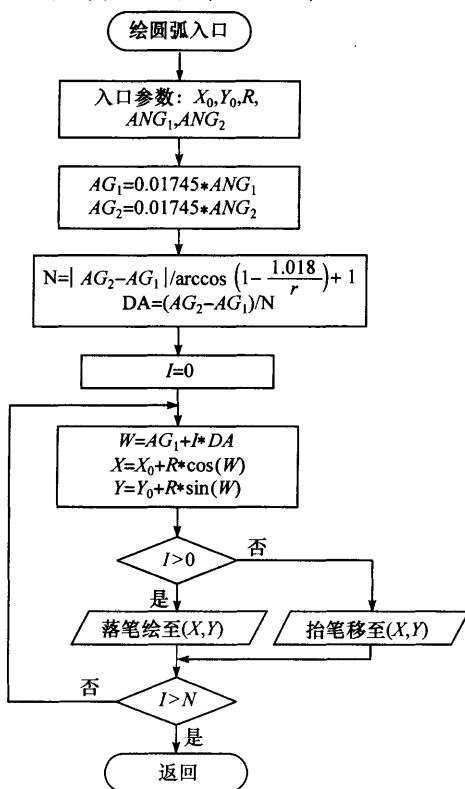 绘圆弧入口
入口参数：X₀,Y₀,R,
ANG₁,ANG₂
AG₁=0.01745*ANG₁
AG₂=0.01745*ANG₂
N=| AG₂−AG₁ |/arccos (1−1.018/r)+ 1
DA=(AG₂−AG₁)/N
I=0
W=AG₁+I*DA
X=X₀+R*cos(W)
Y=Y₀+R*sin(W)
I>0
否
是
落笔绘至(X,Y)
抬笔移至(X,Y)
否
I>N
是
返回